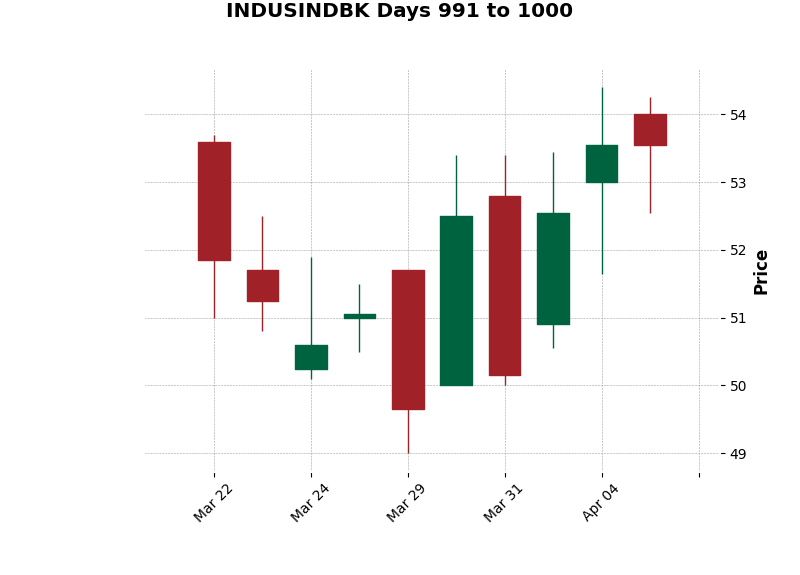 INDUSINDBK Days 991 to 1000
54
53
52
51
50
49
Price
Mar 22
Mar 24
Mar 29
Mar 31
Apr 04